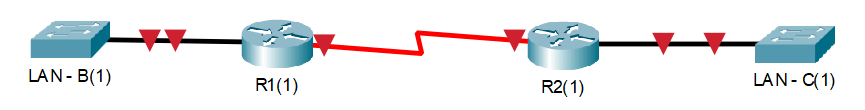 LAN - B(1)
R1(1)
R2(1)
LAN - C(1)